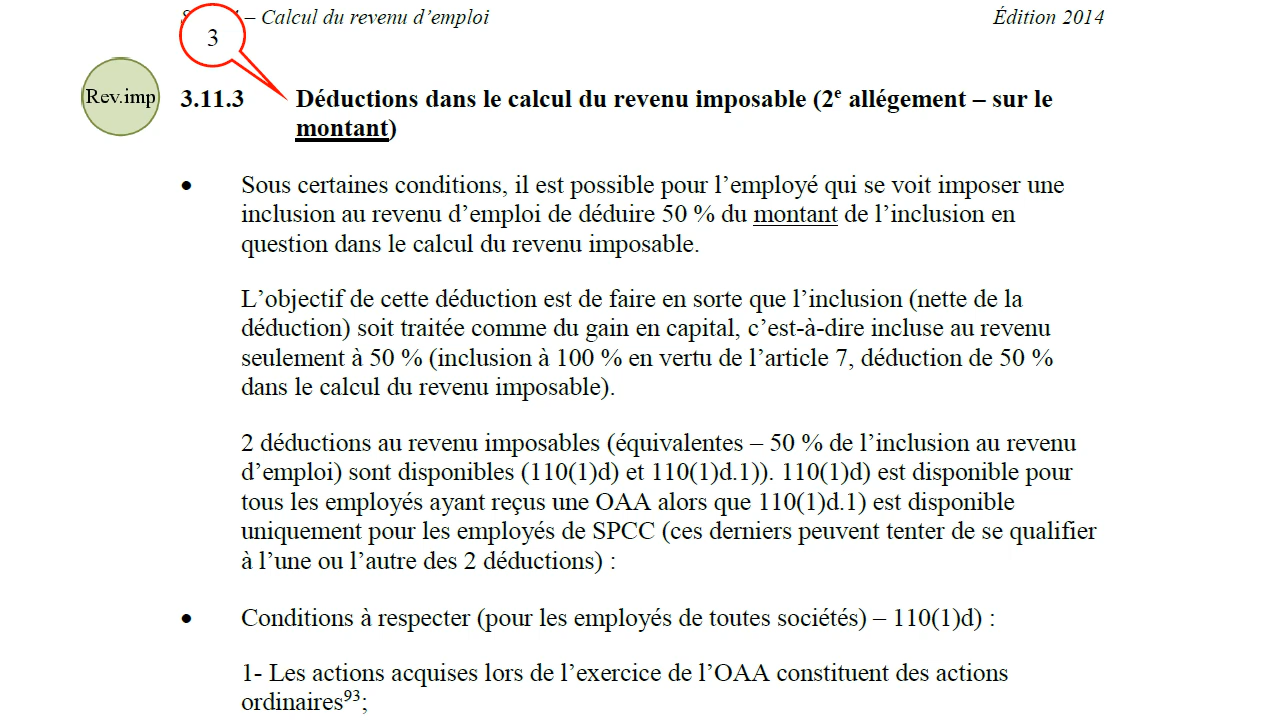 – Calcul du revenu d’emploi
Édition 2014
3
Rev.imp
3.11.3 Déductions dans le calcul du revenu imposable (2e allégement – sur le
montant)
• Sous certaines conditions, il est possible pour l’employé qui se voit imposer une
inclusion au revenu d’emploi de déduire 50 % du montant de l’inclusion en
question dans le calcul du revenu imposable.
L’objectif de cette déduction est de faire en sorte que l’inclusion (nette de la
déduction) soit traitée comme du gain en capital, c’est-à-dire incluse au revenu
seulement à 50 % (inclusion à 100 % en vertu de l’article 7, déduction de 50 %
dans le calcul du revenu imposable).
2 déductions au revenu imposables (équivalentes – 50 % de l’inclusion au revenu
d’emploi) sont disponibles (110(1)d) et 110(1)d.1)). 110(1)d) est disponible pour
tous les employés ayant reçus une OAA alors que 110(1)d.1) est disponible
uniquement pour les employés de SPCC (ces derniers peuvent tenter de se qualifier
à l’une ou l’autre des 2 déductions) :
• Conditions à respecter (pour les employés de toutes sociétés) – 110(1)d) :
1- Les actions acquises lors de l’exercice de l’OAA constituent des actions
ordinaires93;